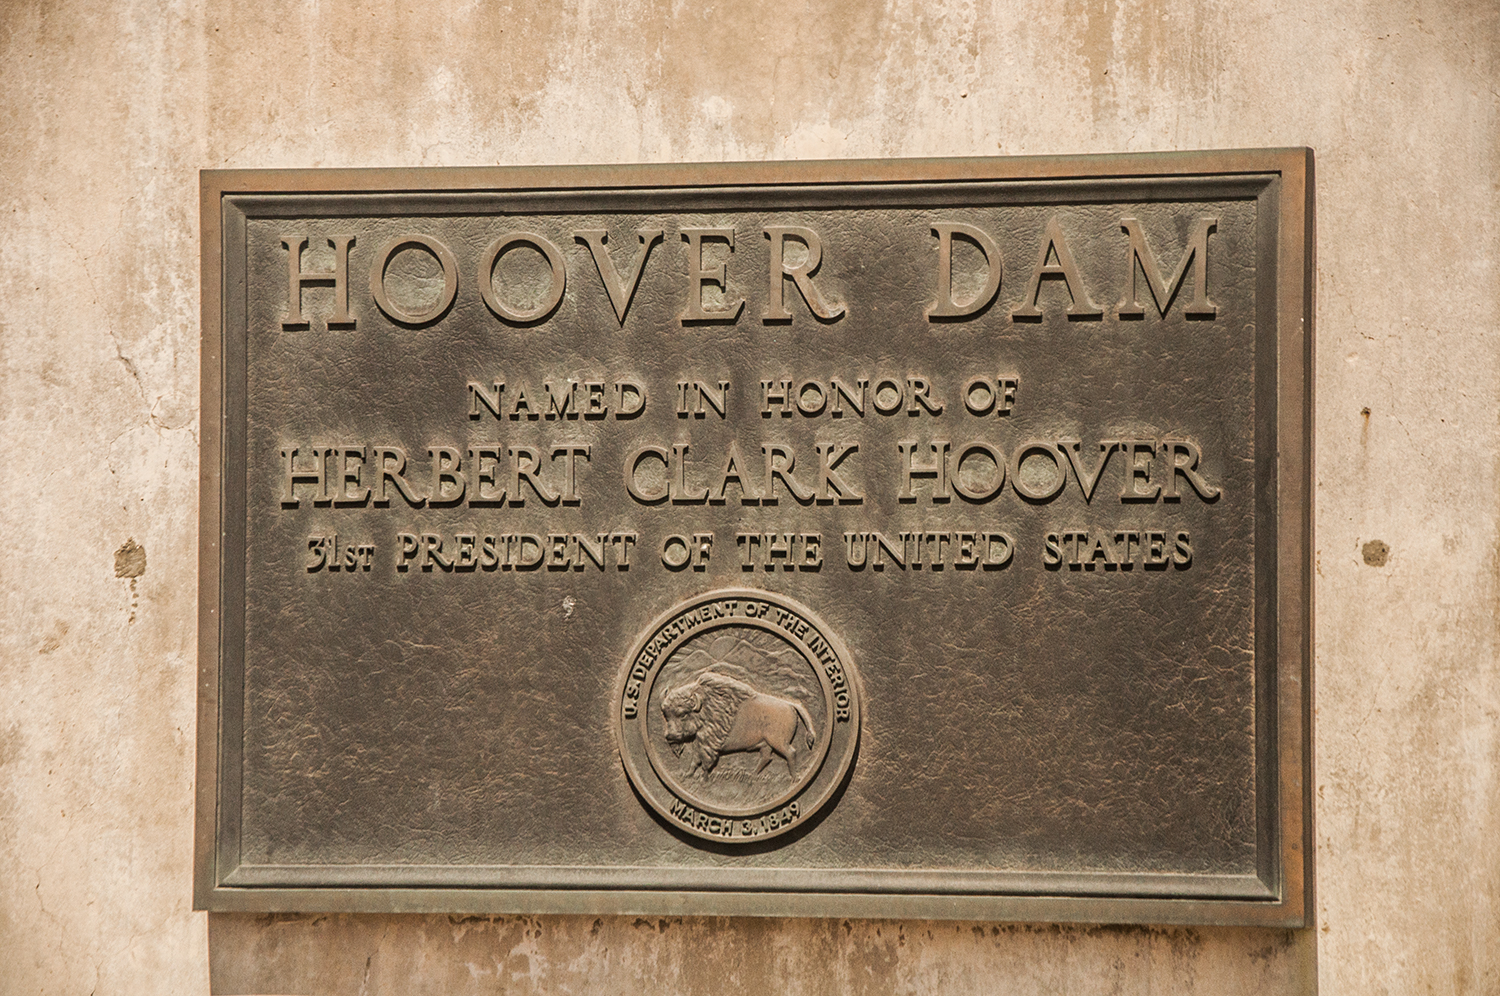 HOOVER DAM
NAMED IN HONOR OF
HERBERT CLARK HOOVER
31ST PRESIDENT OF THE UNITED STATES
U.S. DEPARTMENT OF THE INTERIOR
MARCH 3, 1849